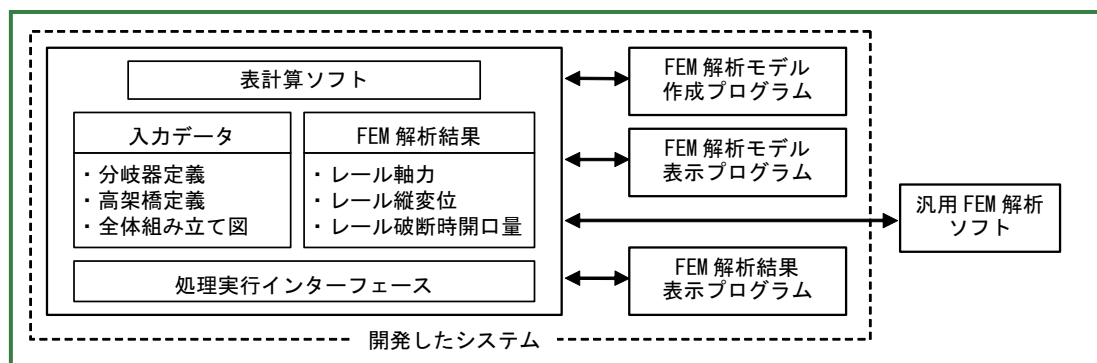 表計算ソフト
入力データ
・分岐器定義
・高架橋定義
・全体組み立て図
FEM 解析結果
・レール軸力
・レール縦変位
・レール破断時開口量
処理実行インターフェース
FEM 解析モデル
作成プログラム
FEM 解析モデル
表示プログラム
汎用 FEM 解析
ソフト
FEM 解析結果
表示プログラム
開発したシステム